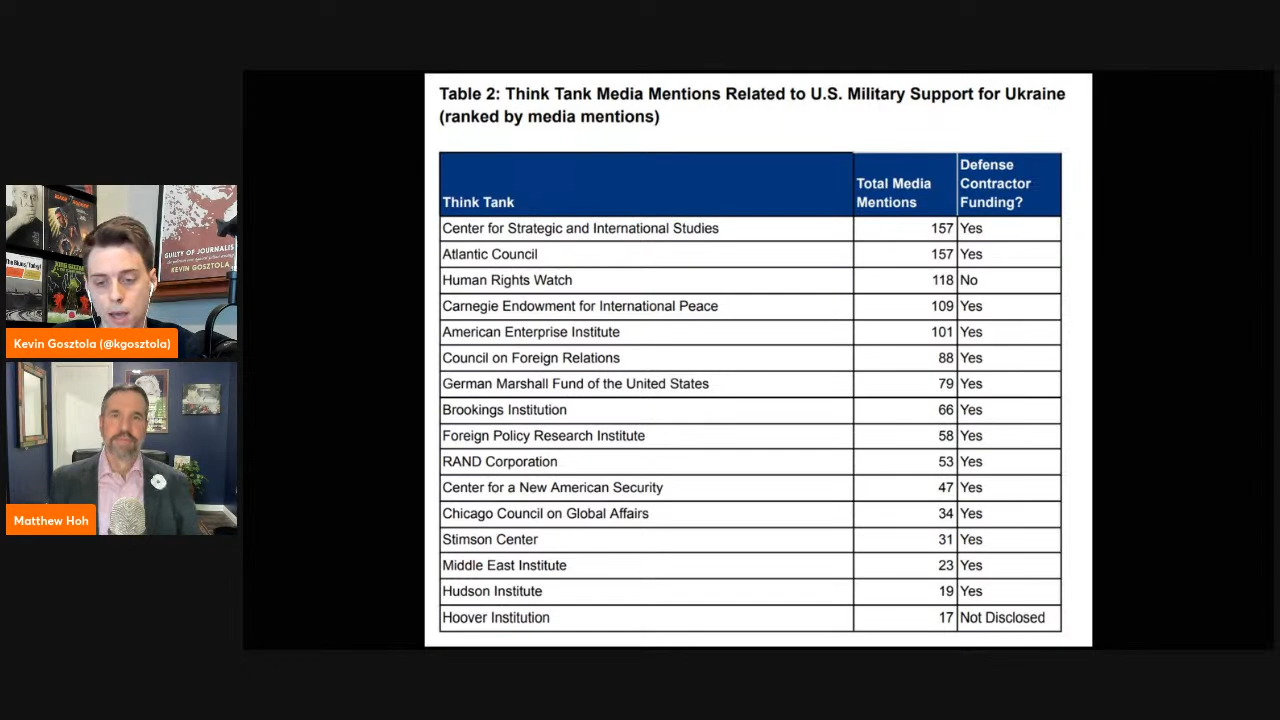 Table 2: Think Tank Media Mentions Related to U.S. Military Support for Ukraine
(ranked by media mentions)
Think Tank
Total Media
Mentions
Defense
Contractor
Funding?
Center for Strategic and International Studies 157 Yes
Atlantic Council 157 Yes
Human Rights Watch 118 No
Carnegie Endowment for International Peace 109 Yes
American Enterprise Institute 101 Yes
Council on Foreign Relations 88 Yes
German Marshall Fund of the United States 79 Yes
Brookings Institution 66 Yes
Foreign Policy Research Institute 58 Yes
RAND Corporation 53 Yes
Center for a New American Security 47 Yes
Chicago Council on Global Affairs 34 Yes
Stimson Center 31 Yes
Middle East Institute 23 Yes
Hudson Institute 19 Yes
Hoover Institution 17 Not Disclosed
GUILTY OF JOURNALIS
KEVIN GOSZTOLA
Kevin Gosztola (@kgosztola)
Matthew Hoh